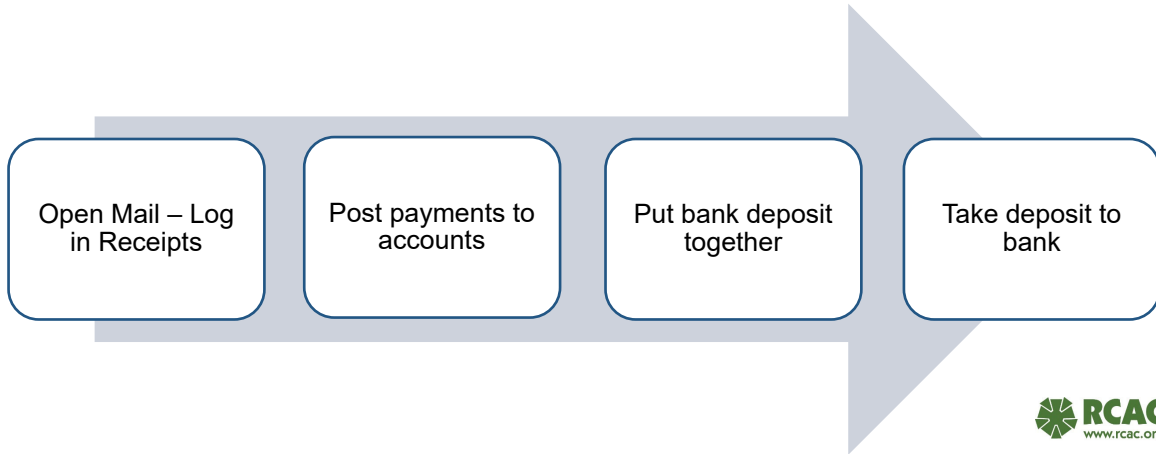 Open Mail – Log
in Receipts
Post payments to
accounts
Put bank deposit
together
Take deposit to
bank
RCAC
www.rcac.or